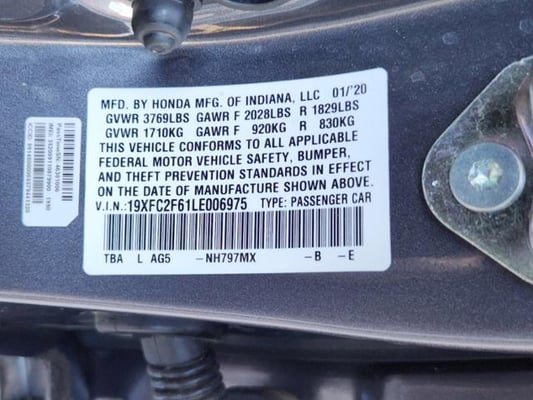 MFD. BY HONDA MFG. OF INDIANA, LLC 01/'20
GVWR 3769LBS GAWR F 2028LBS R 1829LBS
GVWR 1710KG GAWR F 920KG R 830KG
THIS VEHICLE CONFORMS TO ALL APPLICABLE
FEDERAL MOTOR VEHICLE SAFETY, BUMPER,
AND THEFT PREVENTION STANDARDS IN EFFECT
ON THE DATE OF MANUFACTURE SHOWN ABOVE.
V.I.N.: 19XFC2F61LE006975 TYPE: PASSENGER CAR
TBA L AG5 -NH797MX -B -E